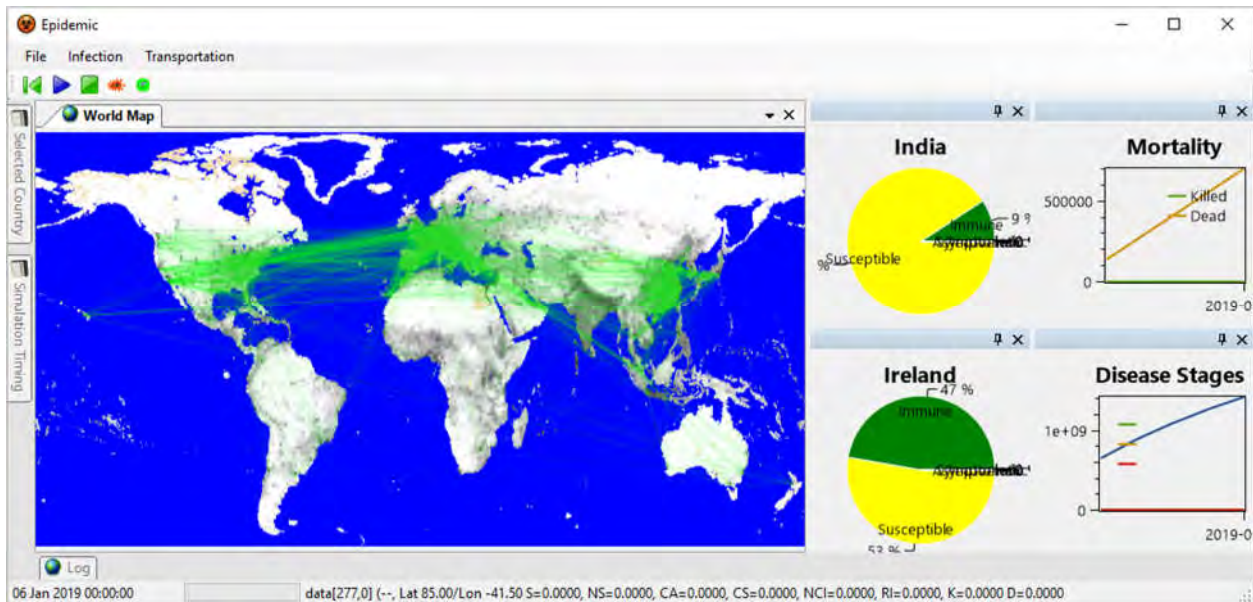 Epidemic
File Infection Transportation
World Map
Selected Country
Simulation Timing
India
Immune
9 %
Susceptible
%
Mortality
500000
0
Killed
Dead
2019-0
Ireland
47 %
Immune
Susceptible
53 %
Disease Stages
1e+09
0
2019-0
Log
06 Jan 2019 00:00:00 data[277,0] (--, Lat 85.00/Lon -41.50 S=0.0000, NS=0.0000, CA=0.0000, CS=0.0000, NCI=0.0000, RI=0.0000, K=0.0000 D=0.0000